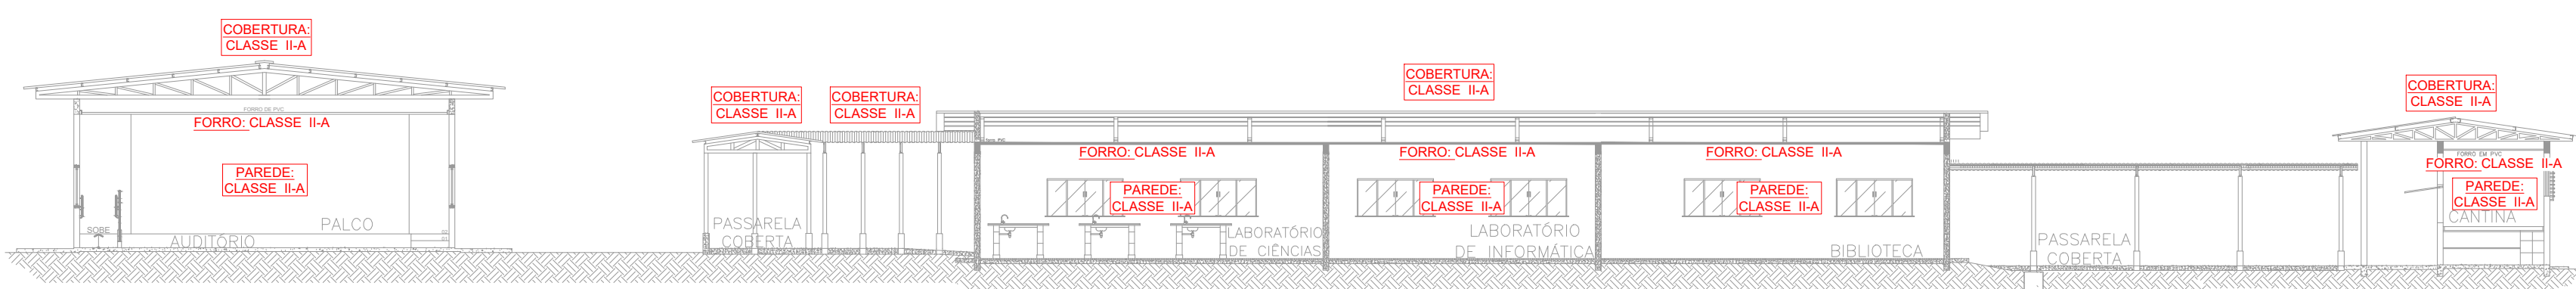 COBERTURA:
CLASSE II-A
FORRO DE PVC
FORRO: CLASSE II-A
PAREDE:
CLASSE II-A
PALCO
SOBE
AUDITÓRIO
COBERTURA:
CLASSE II-A
COBERTURA:
CLASSE II-A
PASSARELA
COBERTA
COBERTURA:
CLASSE II-A
FORRO: CLASSE II-A
PAREDE:
CLASSE II-A
LABORATÓRIO
DE CIÊNCIAS
FORRO: CLASSE II-A
PAREDE:
CLASSE II-A
LABORATÓRIO
DE INFORMÁTICA
FORRO: CLASSE II-A
PAREDE:
CLASSE II-A
BIBLIOTECA
PASSARELA
COBERTA
COBERTURA:
CLASSE II-A
FORRO EM PVC
FORRO: CLASSE II-A
PAREDE:
CLASSE II-A
CANTINA